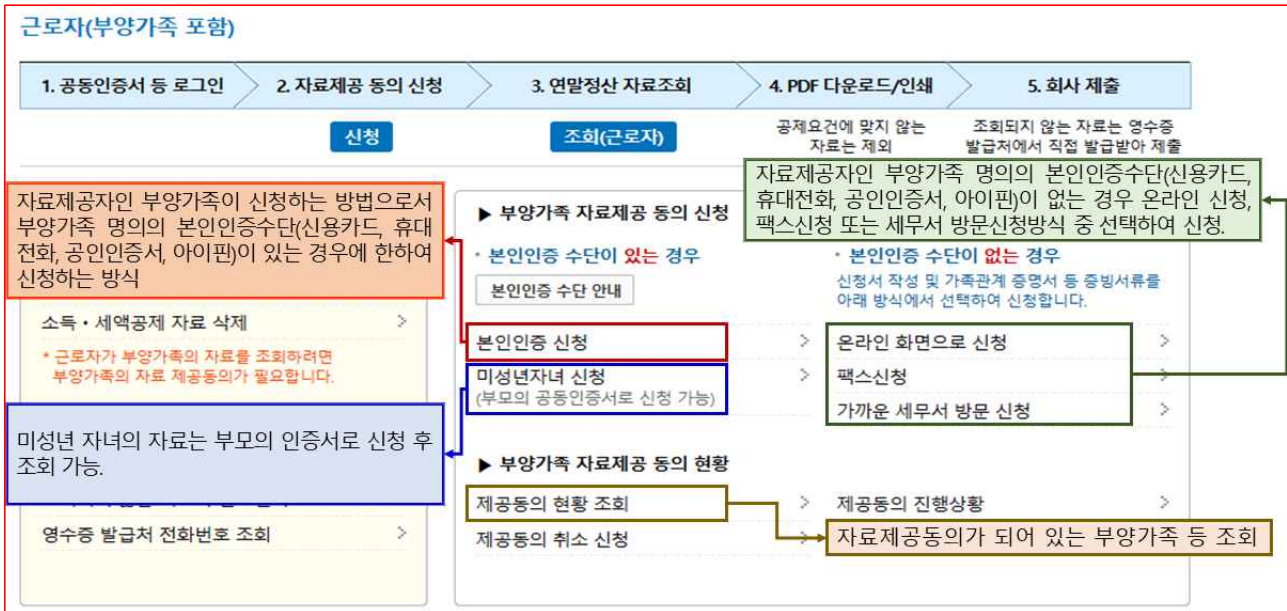 근로자(부양가족 포함)
1. 공동인증서 등 로그인
2. 자료제공 동의 신청
3. 연말정산 자료조회
4. PDF 다운로드/인쇄
5. 회사 제출
신청
조회(근로자)
공제요건에 맞지 않는
자료는 제외
조회되지 않는 자료는 영수증
발급처에서 직접 발급받아 제출
자료제공자인 부양가족이 신청하는 방법으로서
부양가족 명의의 본인인증수단(신용카드, 휴대
전화, 공인인증서, 아이핀)이 있는 경우에 한하여
신청하는 방식
자료제공자인 부양가족 명의의 본인인증수단(신용카드,
휴대전화, 공인인증서, 아이핀)이 없는 경우 온라인 신청,
팩스신청 또는 세무서 방문신청방식 중 선택하여 신청.
▶ 부양가족 자료제공 동의 신청
• 본인인증 수단이 있는 경우
본인인증 수단 안내
• 본인인증 수단이 없는 경우
신청서 작성 및 가족관계 증명서 등 증빙서류를
아래 방식에서 선택하여 신청합니다.
소득・세액공제 자료 삭제 >
* 근로자가 부양가족의 자료를 조회하려면
부양가족의 자료 제공동의가 필요합니다.
본인인증 신청 >
미성년자녀 신청 >
(부모의 공동인증서로 신청 가능)
온라인 화면으로 신청 >
팩스신청 >
가까운 세무서 방문 신청 >
미성년 자녀의 자료는 부모의 인증서로 신청 후
조회 가능.
▶ 부양가족 자료제공 동의 현황
제공동의 현황 조회 >
제공동의 진행상황 >
영수증 발급처 전화번호 조회 >
제공동의 취소 신청 >
자료제공동의가 되어 있는 부양가족 등 조회